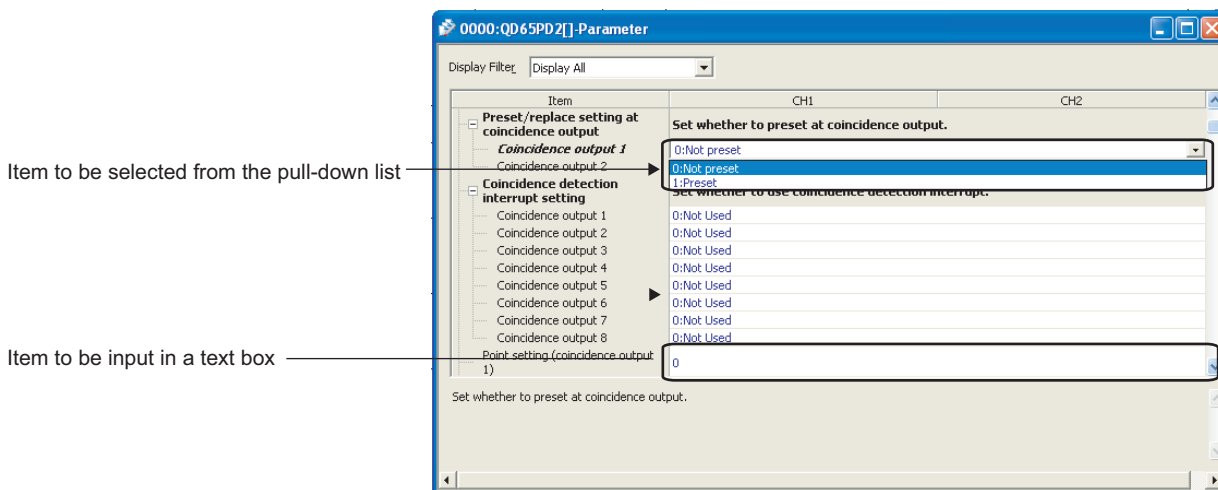 0000:QD65PD2[]-Parameter
Display Filter Display All
Item CH1 CH2
Preset/replace setting at
coincidence output
Set whether to preset at coincidence output.
Coincidence output 1 0:Not preset
Item to be selected from the pull-down list
Coincidence output 2 0:Not preset
1:Preset
Coincidence detection
interrupt setting
Set whether to use coincidence detection interrupt.
Coincidence output 1 0:Not Used
Coincidence output 2 0:Not Used
Coincidence output 3 0:Not Used
Coincidence output 4 0:Not Used
Coincidence output 5 0:Not Used
Coincidence output 6 0:Not Used
Coincidence output 7 0:Not Used
Coincidence output 8 0:Not Used
Item to be input in a text box
Point setting (coincidence output
1) 0
Set whether to preset at coincidence output.